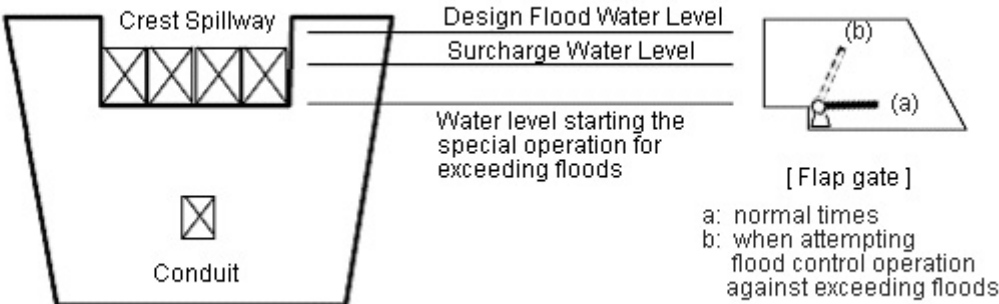 Crest Spillway
Conduit
Design Flood Water Level
Surcharge Water Level
Water level starting the
special operation for
exceeding floods
(b)
(a)
[ Flap gate ]
a: normal times
b: when attempting
flood control operation
against exceeding floods